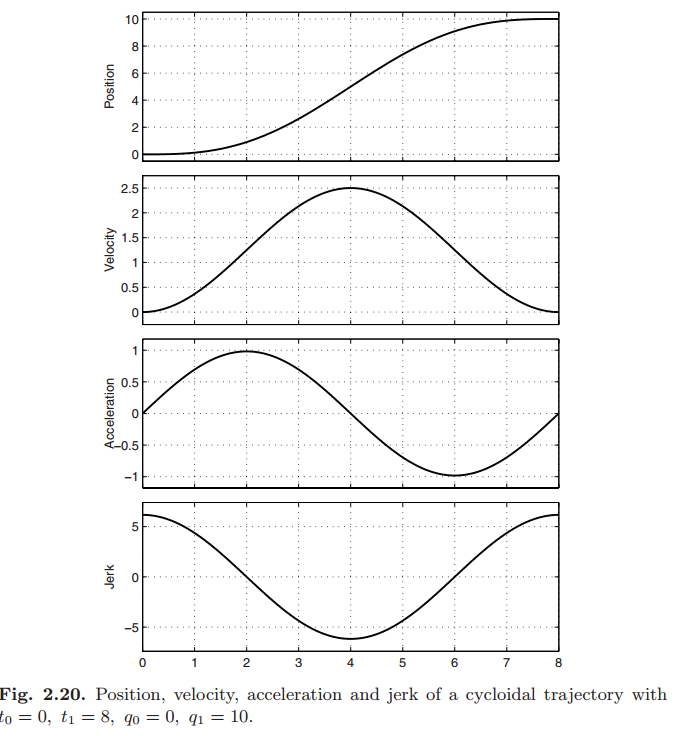 10
8
6
4
2
0
Position
2.5
2
1.5
1
0.5
0
Velocity
1
0.5
0
−0.5
−1
Acceleration
5
0
−5
Jerk
0 1 2 3 4 5 6 7 8
Fig. 2.20. Position, velocity, acceleration and jerk of a cycloidal trajectory with
t₀ = 0, t₁ = 8, q₀ = 0, q₁ = 10.